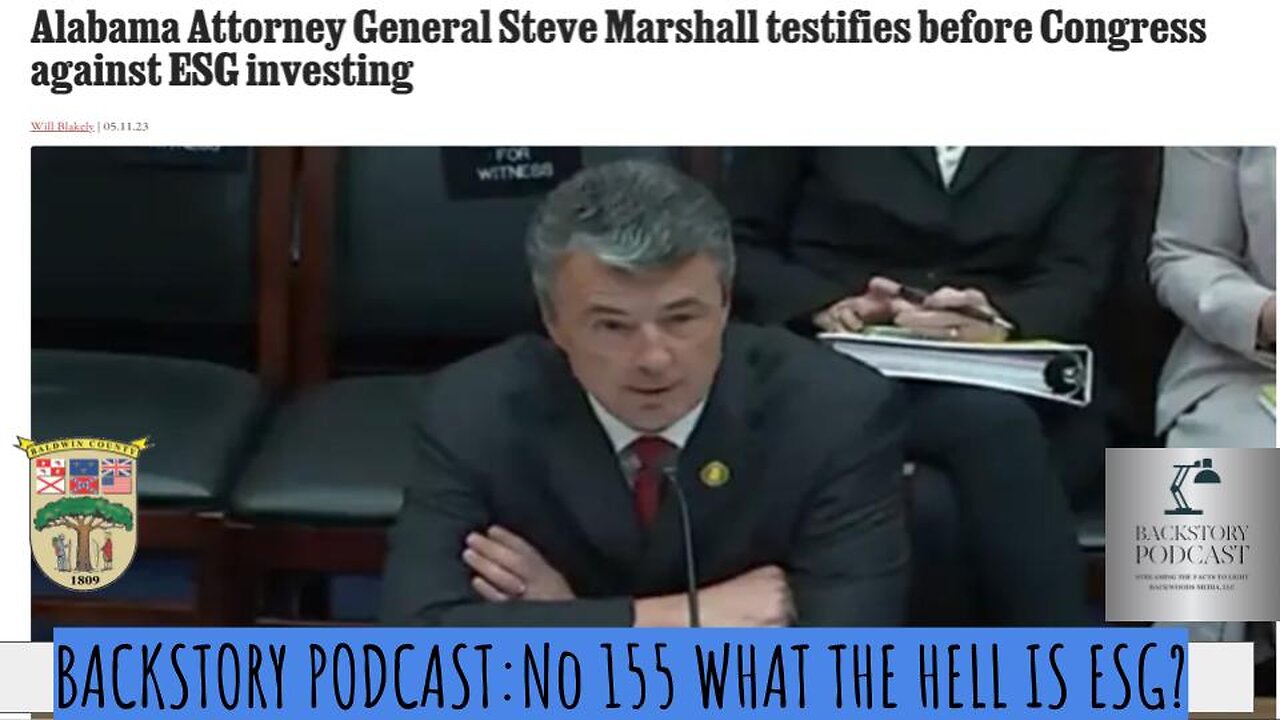 Alabama Attorney General Steve Marshall testifies before Congress
against ESG investing
Will Blakely | 05.11.23
FOR
WITNESS
BALDWIN COUNTY
1809
BACKSTORY
PODCAST
STREAMING THE FACTS TO LIGHT
BACKWOODS MEDIA, LLC
BACKSTORY PODCAST:No 155 WHAT THE HELL IS ESG?